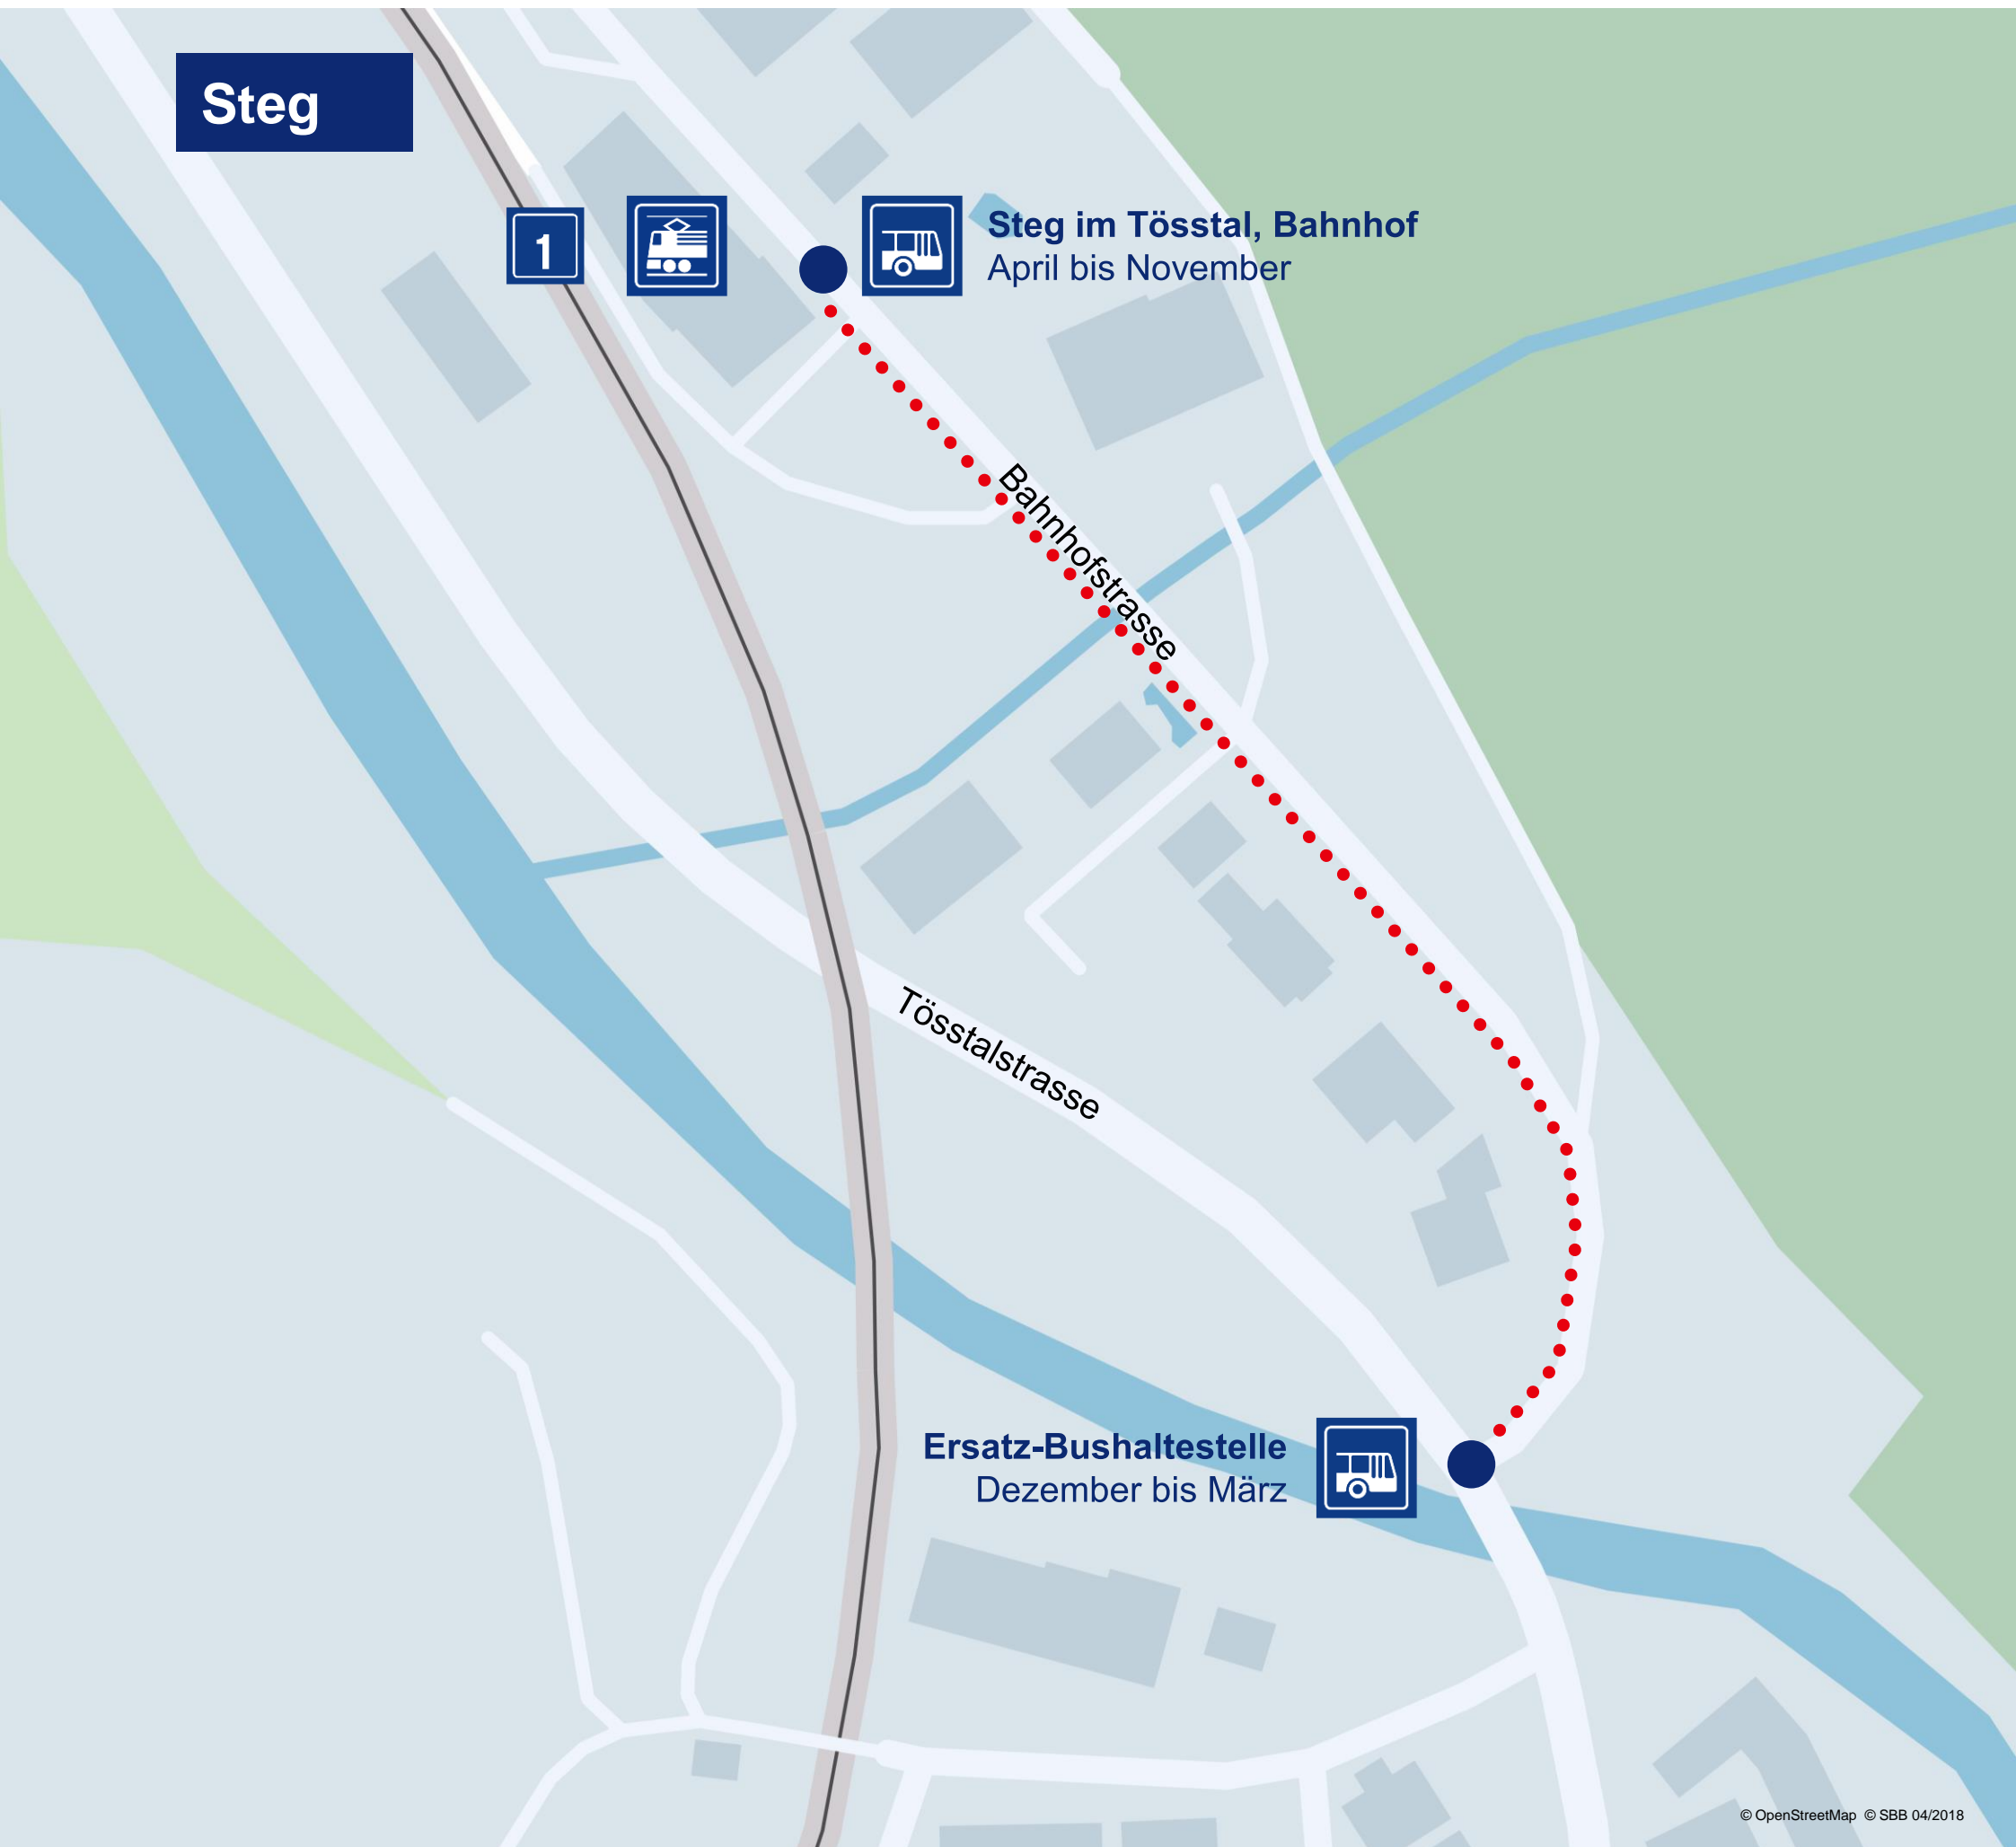 Steg
1
Steg im Tösstal, Bahnhof
April bis November
Bahnhofstrasse
Tösstalstrasse
Ersatz-Bushaltestelle
Dezember bis März
© OpenStreetMap © SBB 04/2018